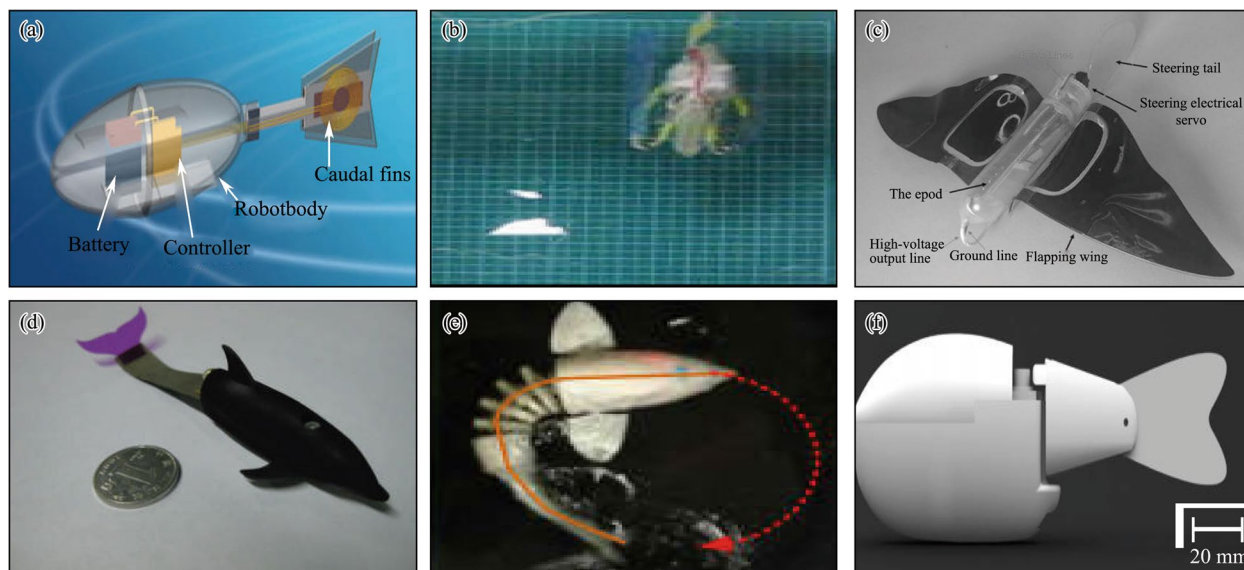 (a)
Caudal fins
Robotbody
Battery
Controller
(b)
(c)
Steering tail
Steering electrical
servo
The epod
High-voltage
output line
Ground line
Flapping wing
(d)
(e)
(f)
20 mm